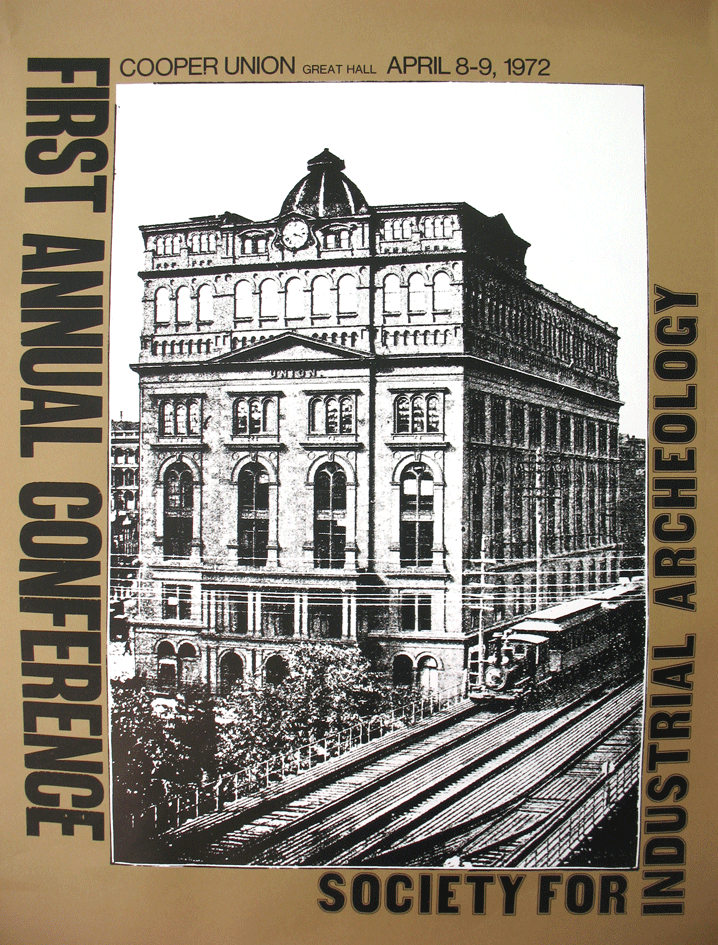 COOPER UNION GREAT HALL APRIL 8-9, 1972
FIRST ANNUAL CONFERENCE
UNION.
SOCIETY FOR
INDUSTRIAL ARCHEOLOGY